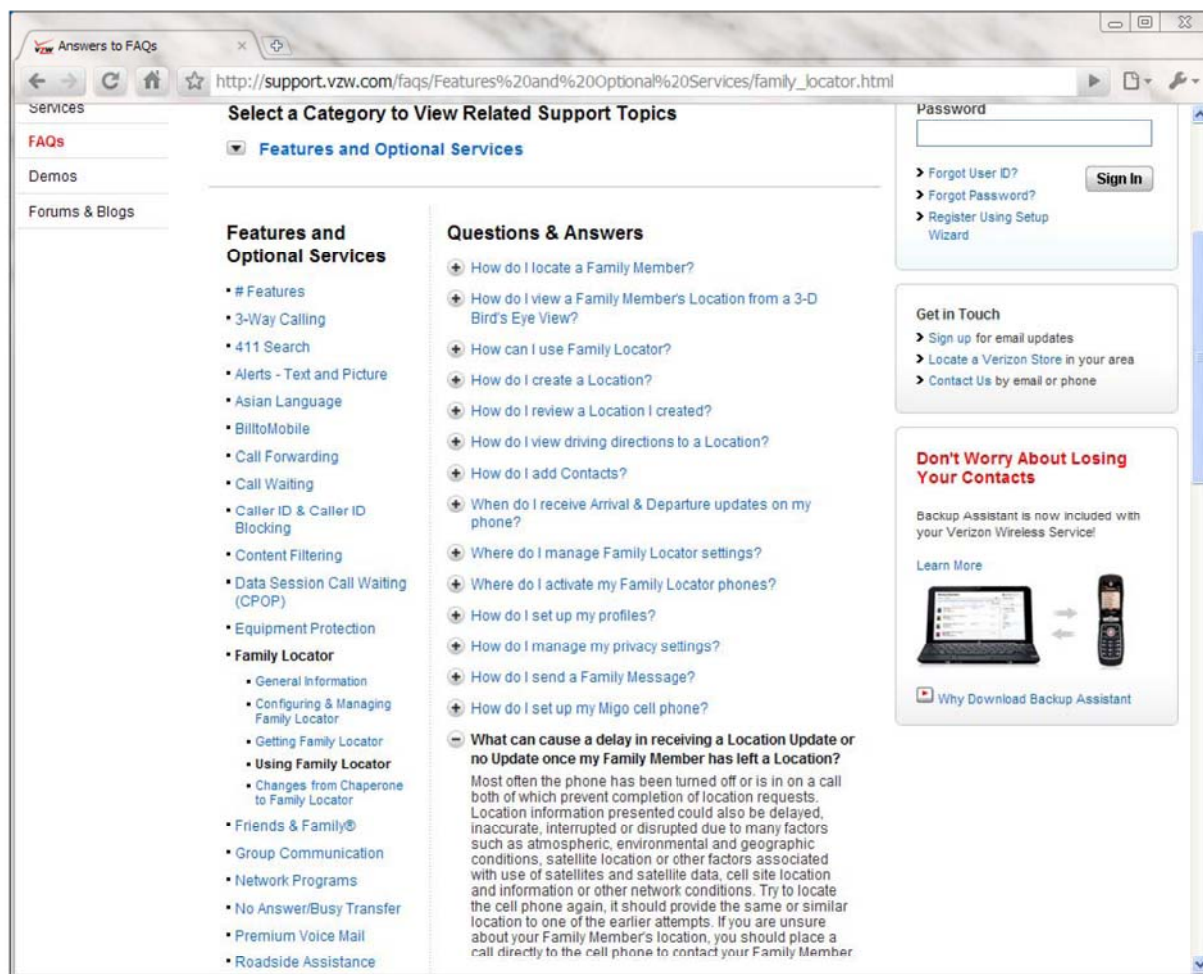 vzw Answers to FAQs
http://support.vzw.com/faqs/Features%20and%20Optional%20Services/family_locator.html
Services
FAQs
Demos
Forums & Blogs
Select a Category to View Related Support Topics
Features and Optional Services
Features and
Optional Services
# Features
3-Way Calling
411 Search
Alerts - Text and Picture
Asian Language
BilltoMobile
Call Forwarding
Call Waiting
Caller ID & Caller ID
Blocking
Content Filtering
Data Session Call Waiting
(CPOP)
Equipment Protection
Family Locator
General Information
Configuring & Managing
Family Locator
Getting Family Locator
Using Family Locator
Changes from Chaperone
to Family Locator
Friends & Family®
Group Communication
Network Programs
No Answer/Busy Transfer
Premium Voice Mail
Roadside Assistance
Questions & Answers
How do I locate a Family Member?
How do I view a Family Member's Location from a 3-D
Bird's Eye View?
How can I use Family Locator?
How do I create a Location?
How do I review a Location I created?
How do I view driving directions to a Location?
How do I add Contacts?
When do I receive Arrival & Departure updates on my
phone?
Where do I manage Family Locator settings?
Where do I activate my Family Locator phones?
How do I set up my profiles?
How do I manage my privacy settings?
How do I send a Family Message?
How do I set up my Migo cell phone?
What can cause a delay in receiving a Location Update or
no Update once my Family Member has left a Location?
Most often the phone has been turned off or is in on a call
both of which prevent completion of location requests.
Location information presented could also be delayed,
inaccurate, interrupted or disrupted due to many factors
such as atmospheric, environmental and geographic
conditions, satellite location or other factors associated
with use of satellites and satellite data, cell site location
and information or other network conditions. Try to locate
the cell phone again, it should provide the same or similar
location to one of the earlier attempts. If you are unsure
about your Family Member's location, you should place a
call directly to the cell phone to contact your Family Member
Password
Forgot User ID?
Forgot Password?
Register Using Setup
Wizard
Sign In
Get in Touch
Sign up for email updates
Locate a Verizon Store in your area
Contact Us by email or phone
Don't Worry About Losing
Your Contacts
Backup Assistant is now included with
your Verizon Wireless Service!
Learn More
Why Download Backup Assistant